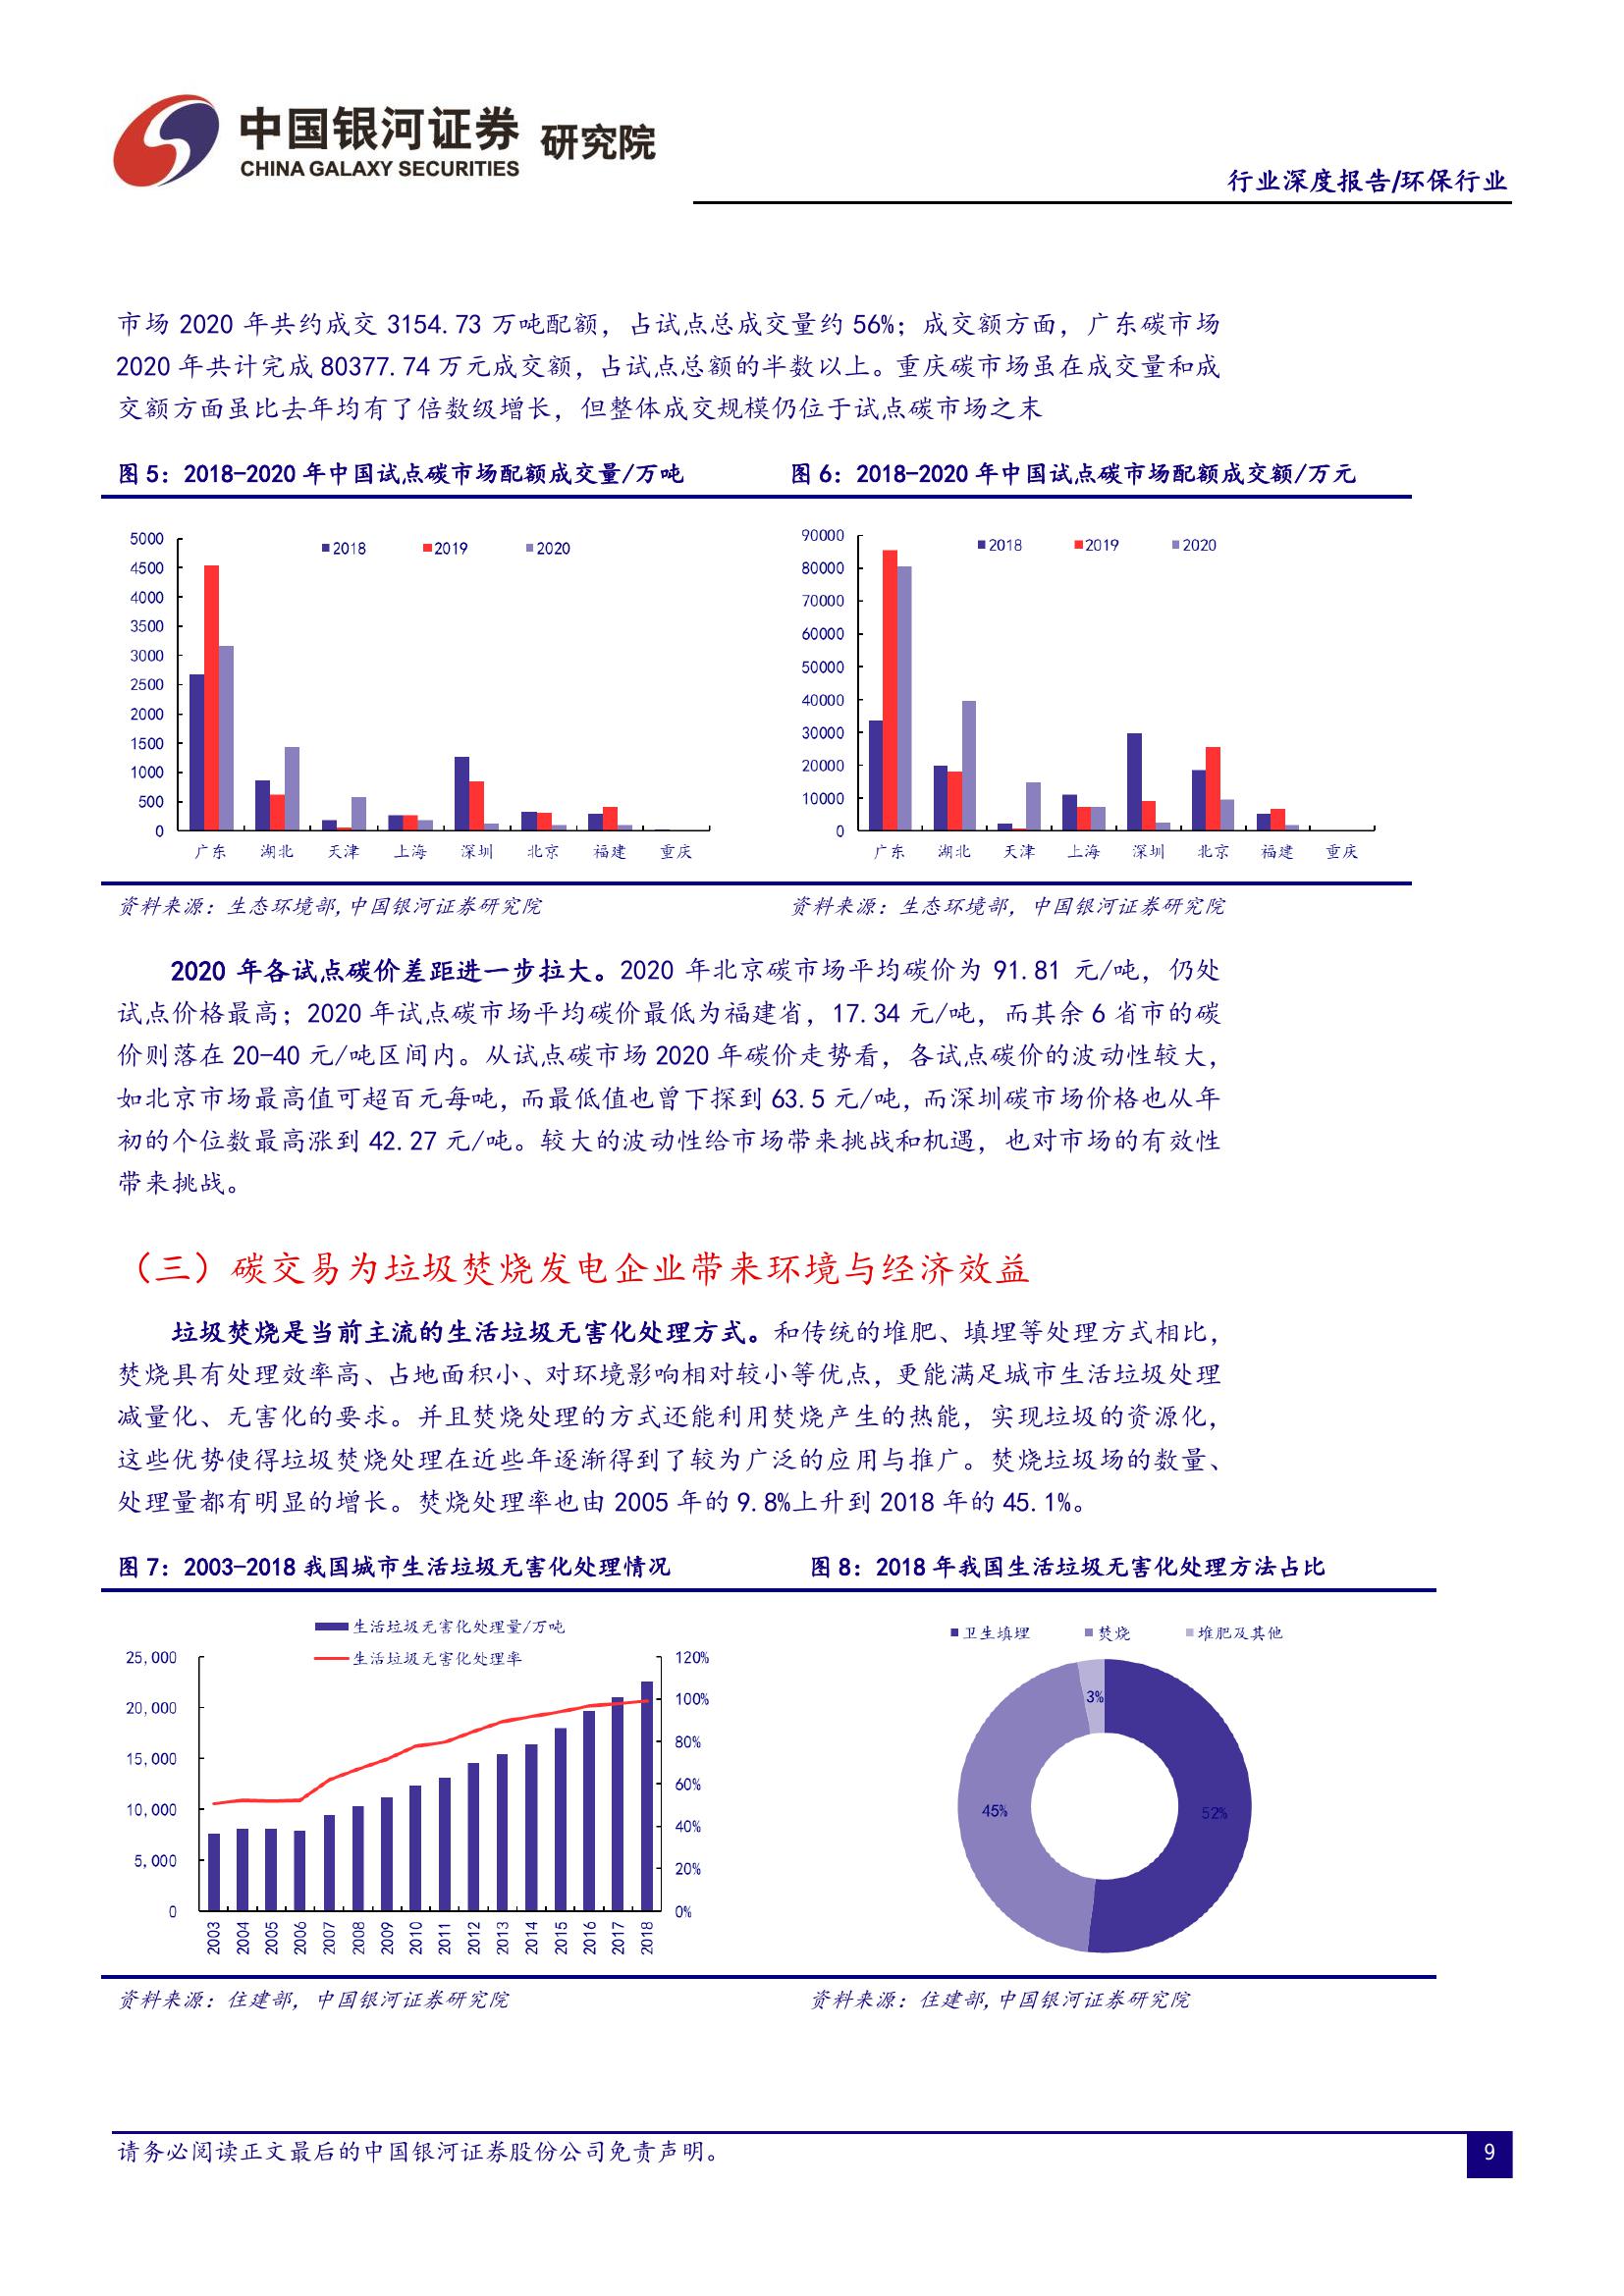 中国银河证券 研究院
CHINA GALAXY SECURITIES
行业深度报告/环保行业
市场 2020 年共约成交 3154.73 万吨配额，占试点总成交量约 56%；成交额方面，广东碳市场
2020 年共计完成 80377.74 万元成交额，占试点总额的半数以上。重庆碳市场虽在成交量和成
交额方面虽比去年均有了倍数级增长，但整体成交规模仍位于试点碳市场之末
图 5：2018-2020 年中国试点碳市场配额成交量/万吨
5000
4500
4000
3500
3000
2500
2000
1500
1000
500
0
2018 2019 2020
广东 湖北 天津 上海 深圳 北京 福建 重庆
资料来源：生态环境部,中国银河证券研究院
图 6：2018-2020 年中国试点碳市场配额成交额/万元
90000
80000
70000
60000
50000
40000
30000
20000
10000
0
2018 2019 2020
广东 湖北 天津 上海 深圳 北京 福建 重庆
资料来源：生态环境部, 中国银河证券研究院
2020 年各试点碳价差距进一步拉大。2020 年北京碳市场平均碳价为 91.81 元/吨，仍处
试点价格最高；2020 年试点碳市场平均碳价最低为福建省，17.34 元/吨，而其余 6 省市的碳
价则落在 20-40 元/吨区间内。从试点碳市场 2020 年碳价走势看，各试点碳价的波动性较大，
如北京市场最高值可超百元每吨，而最低值也曾下探到 63.5 元/吨，而深圳碳市场价格也从年
初的个位数最高涨到 42.27 元/吨。较大的波动性给市场带来挑战和机遇，也对市场的有效性
带来挑战。
（三）碳交易为垃圾焚烧发电企业带来环境与经济效益
垃圾焚烧是当前主流的生活垃圾无害化处理方式。和传统的堆肥、填埋等处理方式相比，
焚烧具有处理效率高、占地面积小、对环境影响相对较小等优点，更能满足城市生活垃圾处理
减量化、无害化的要求。并且焚烧处理的方式还能利用焚烧产生的热能，实现垃圾的资源化，
这些优势使得垃圾焚烧处理在近些年逐渐得到了较为广泛的应用与推广。焚烧垃圾场的数量、
处理量都有明显的增长。焚烧处理率也由 2005 年的 9.8%上升到 2018 年的 45.1%。
图 7：2003-2018 我国城市生活垃圾无害化处理情况
生活垃圾无害化处理量/万吨
生活垃圾无害化处理率
25,000
20,000
15,000
10,000
5,000
0
120%
100%
80%
60%
40%
20%
0%
2003 2004 2005 2006 2007 2008 2009 2010 2011 2012 2013 2014 2015 2016 2017 2018
资料来源：住建部, 中国银河证券研究院
图 8：2018 年我国生活垃圾无害化处理方法占比
卫生填埋 焚烧 堆肥及其他
3%
45%
52%
资料来源：住建部,中国银河证券研究院
请务必阅读正文最后的中国银河证券股份公司免责声明。
9